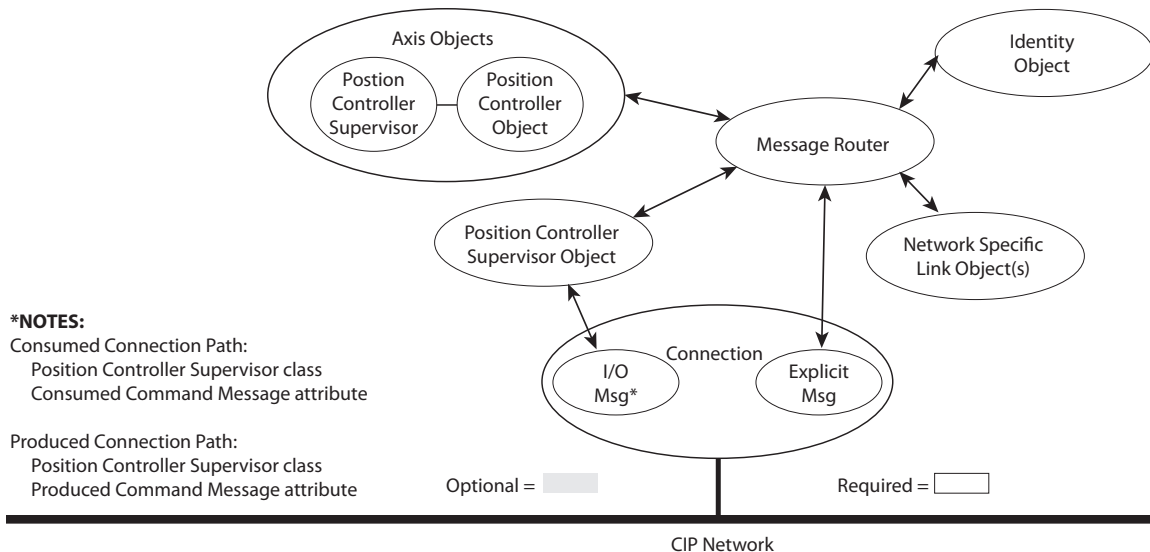 Axis Objects
Postion
Controller
Supervisor
Position
Controller
Object
Identity
Object
Message Router
Position Controller
Supervisor Object
Network Specific
Link Object(s)
*NOTES:
Consumed Connection Path:
Position Controller Supervisor class
Consumed Command Message attribute
Connection
I/O
Msg*
Explicit
Msg
Produced Connection Path:
Position Controller Supervisor class
Produced Command Message attribute
Optional =
Required =
CIP Network